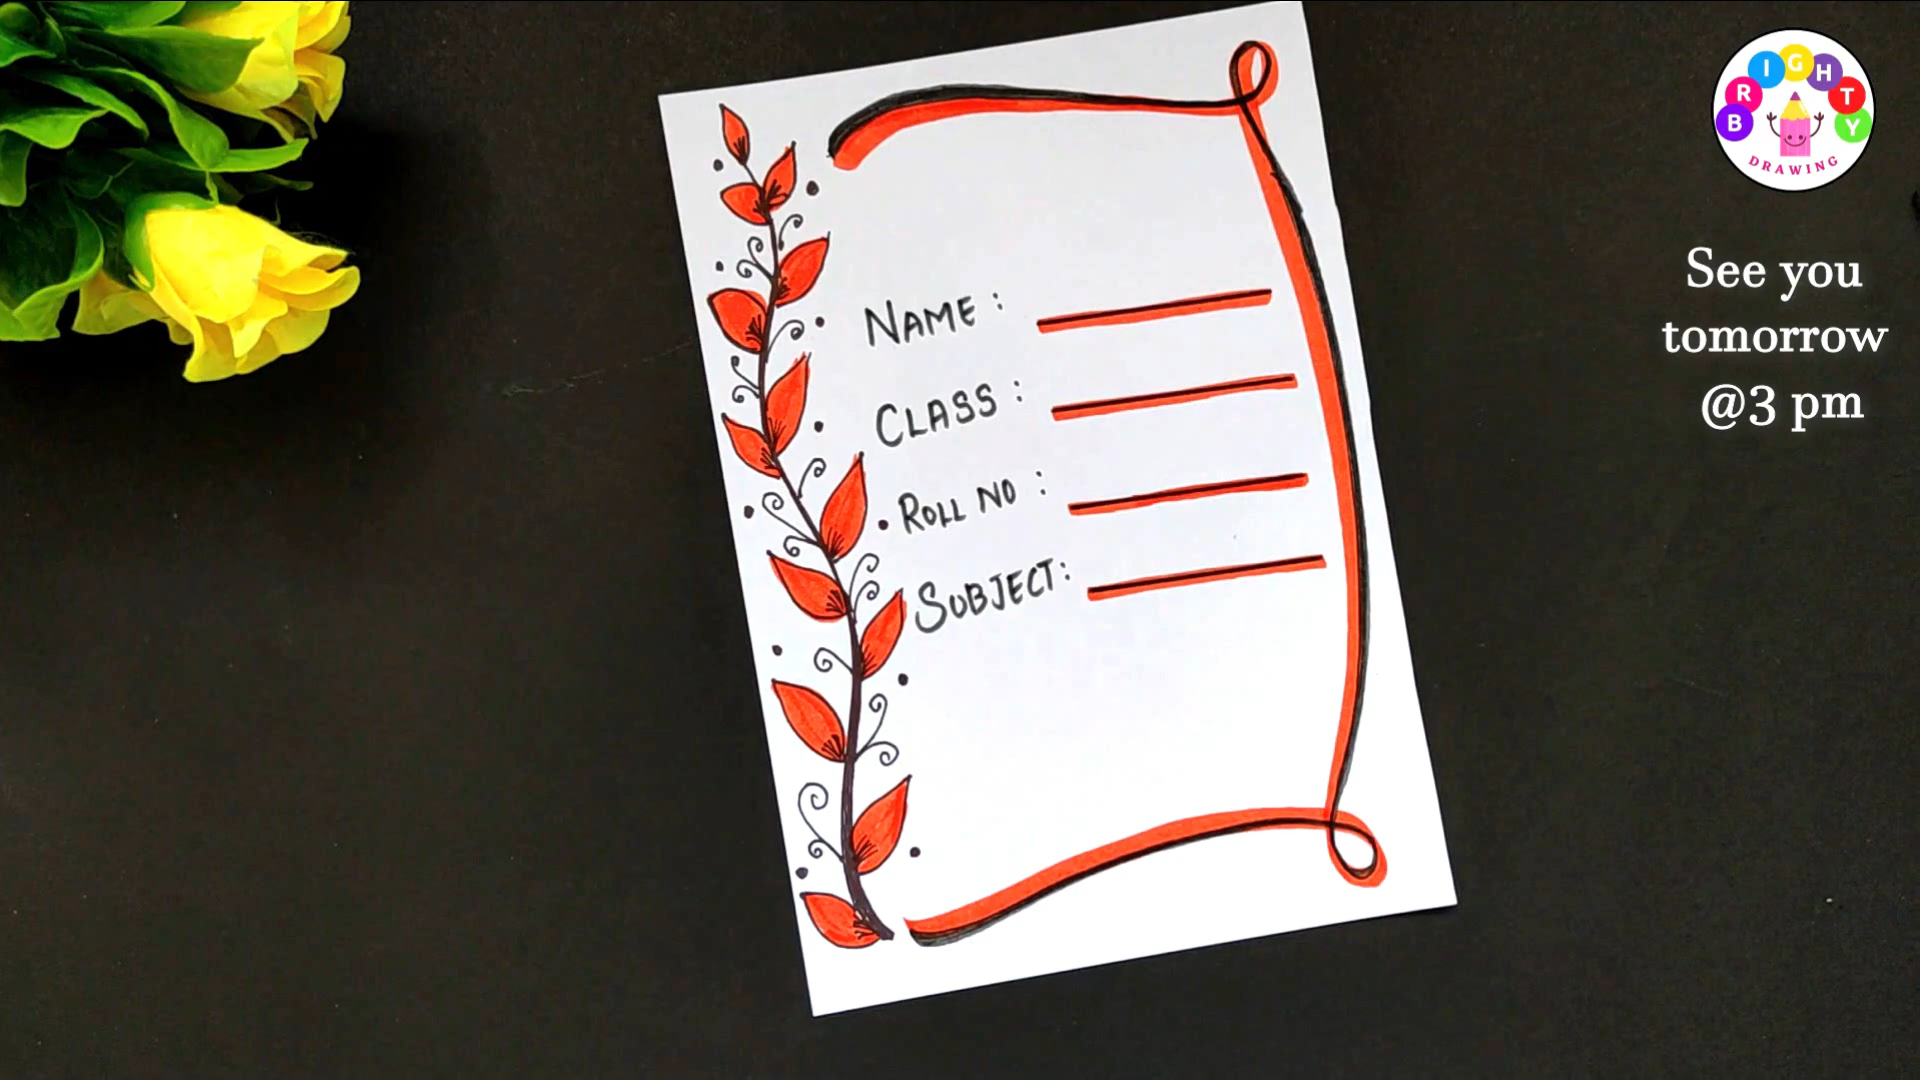 NAME :
CLASS :
ROLL NO :
SUBJECT:
BRIGHTY
DRAWING
See you
tomorrow
@3 pm